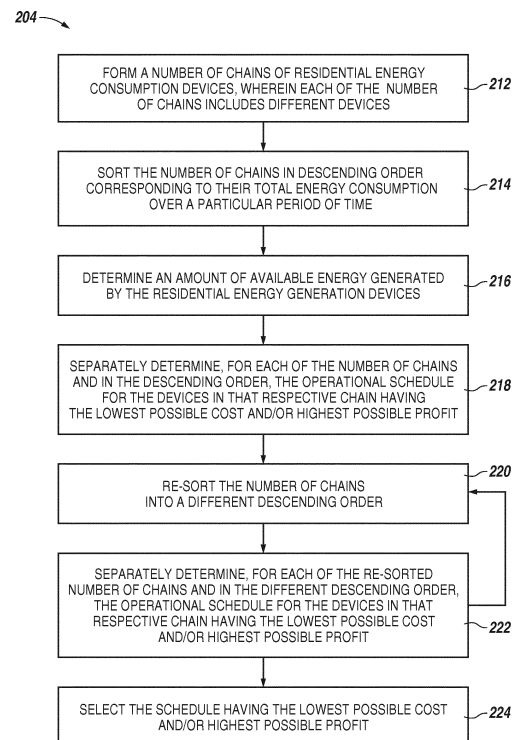 204
FORM A NUMBER OF CHAINS OF RESIDENTIAL ENERGY
CONSUMPTION DEVICES, WHEREIN EACH OF THE NUMBER
OF CHAINS INCLUDES DIFFERENT DEVICES
212
SORT THE NUMBER OF CHAINS IN DESCENDING ORDER
CORRESPONDING TO THEIR TOTAL ENERGY CONSUMPTION
OVER A PARTICULAR PERIOD OF TIME
214
DETERMINE AN AMOUNT OF AVAILABLE ENERGY GENERATED
BY THE RESIDENTIAL ENERGY GENERATION DEVICES
216
SEPARATELY DETERMINE, FOR EACH OF THE NUMBER OF CHAINS
AND IN THE DESCENDING ORDER, THE OPERATIONAL SCHEDULE
FOR THE DEVICES IN THAT RESPECTIVE CHAIN HAVING
THE LOWEST POSSIBLE COST AND/OR HIGHEST POSSIBLE PROFIT
218
RE-SORT THE NUMBER OF CHAINS
INTO A DIFFERENT DESCENDING ORDER
220
SEPARATELY DETERMINE, FOR EACH OF THE RE-SORTED
NUMBER OF CHAINS AND IN THE DIFFERENT DESCENDING ORDER,
THE OPERATIONAL SCHEDULE FOR THE DEVICES IN THAT
RESPECTIVE CHAIN HAVING THE LOWEST POSSIBLE COST
AND/OR HIGHEST POSSIBLE PROFIT
222
SELECT THE SCHEDULE HAVING THE LOWEST POSSIBLE COST
AND/OR HIGHEST POSSIBLE PROFIT
224